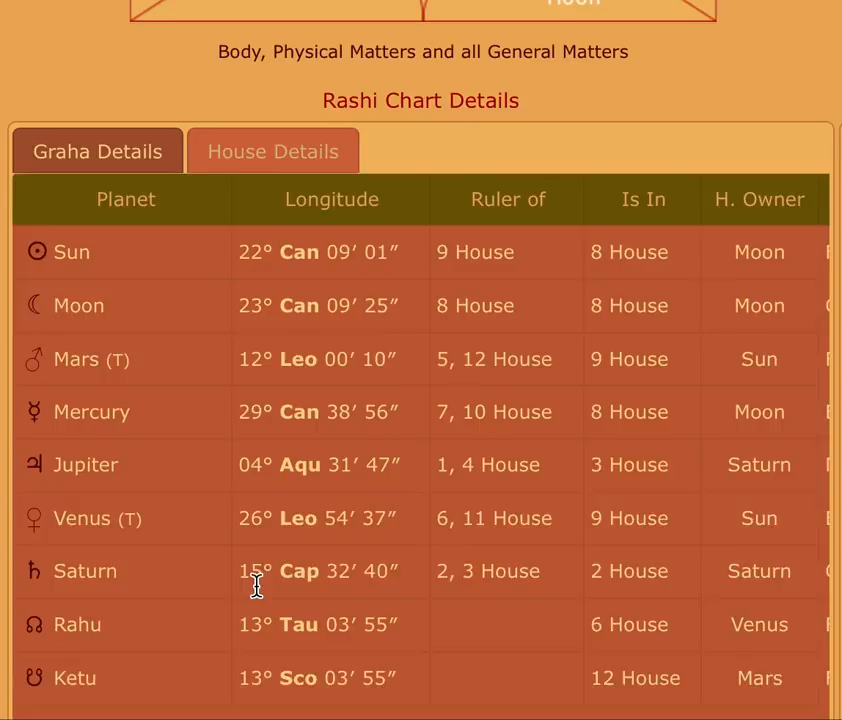 Moon
Body, Physical Matters and all General Matters
Rashi Chart Details
Graha Details House Details
Planet Longitude Ruler of Is In H. Owner
☉ Sun 22° Can 09′ 01″ 9 House 8 House Moon
☾ Moon 23° Can 09′ 25″ 8 House 8 House Moon
♂ Mars (T) 12° Leo 00′ 10″ 5, 12 House 9 House Sun
☿ Mercury 29° Can 38′ 56″ 7, 10 House 8 House Moon
♃ Jupiter 04° Aqu 31′ 47″ 1, 4 House 3 House Saturn
♀ Venus (T) 26° Leo 54′ 37″ 6, 11 House 9 House Sun
♄ Saturn 15° Cap 32′ 40″ 2, 3 House 2 House Saturn
☊ Rahu 13° Tau 03′ 55″ 6 House Venus
☋ Ketu 13° Sco 03′ 55″ 12 House Mars